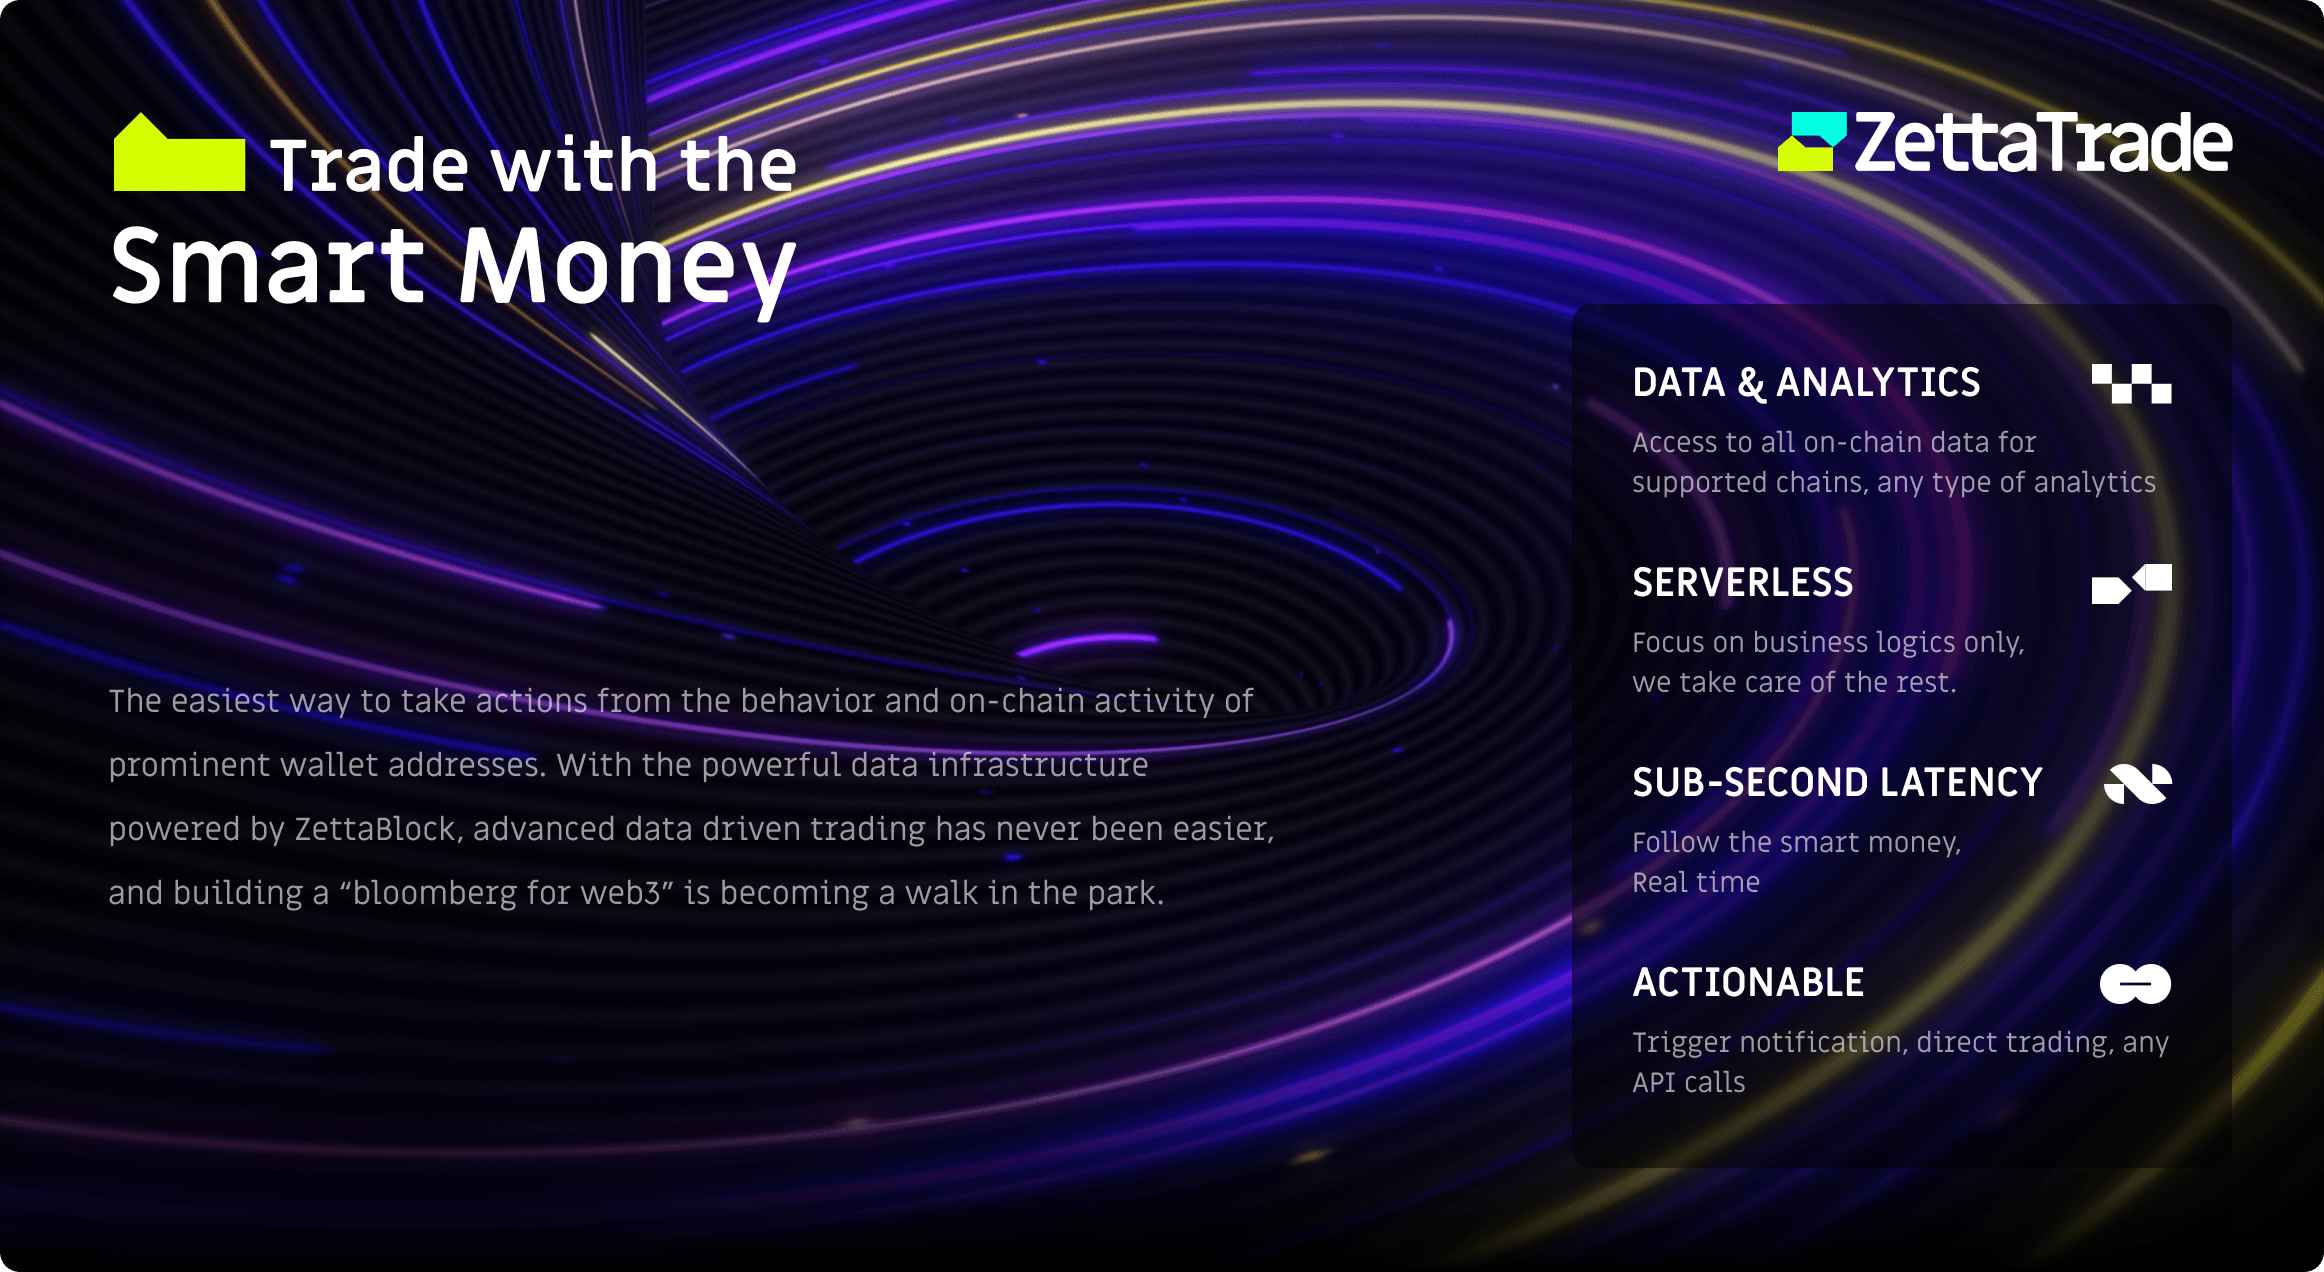 Trade with the
Smart Money
ZettaTrade
The easiest way to take actions from the behavior and on-chain activity of
prominent wallet addresses. With the powerful data infrastructure
powered by ZettaBlock, advanced data driven trading has never been easier,
and building a “bloomberg for web3” is becoming a walk in the park.
DATA & ANALYTICS
Access to all on-chain data for
supported chains, any type of analytics
SERVERLESS
Focus on business logics only,
we take care of the rest.
SUB-SECOND LATENCY
Follow the smart money,
Real time
ACTIONABLE
Trigger notification, direct trading, any
API calls